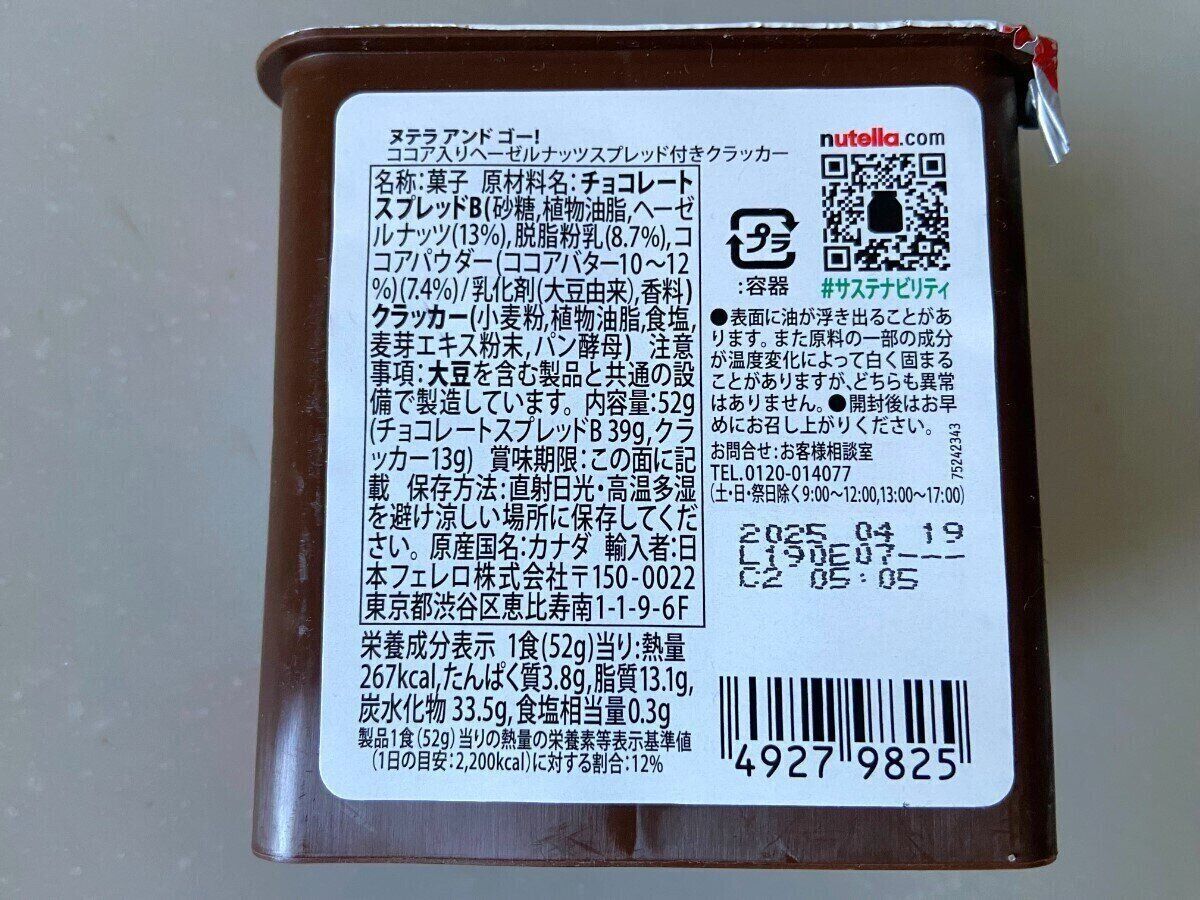 ヌテラ アンド ゴー!
ココア入りヘーゼルナッツスプレッド付きクラッカー
名称:菓子 原材料名:チョコレート
スプレッドB(砂糖,植物油脂,ヘーゼ
ルナッツ(13%),脱脂粉乳(8.7%),コ
コアパウダー(ココアバター10～12
%)(7.4%)/乳化剤(大豆由来),香料)
クラッカー(小麦粉,植物油脂,食塩,
麦芽エキス粉末,パン酵母) 注意
事項:大豆を含む製品と共通の設
備で製造しています。内容量:52g
(チョコレートスプレッドB 39g,クラ
ッカー13g) 賞味期限:この面に記
載 保存方法:直射日光・高温多湿
を避け涼しい場所に保存してくだ
さい。原産国名:カナダ 輸入者:日
本フェレロ株式会社〒150-0022
東京都渋谷区恵比寿南1-1-9-6F
栄養成分表示 1食(52g)当り:熱量
267kcal,たんぱく質3.8g,脂質13.1g,
炭水化物 33.5g,食塩相当量0.3g
製品1食(52g)当りの熱量の栄養素等表示基準値
(1日の目安:2,200kcal)に対する割合:12%
nutella.com
プラ
:容器
#サステナビリティ
●表面に油が浮き出ることがあ
ります。また原料の一部の成分
が温度変化によって白く固まる
ことがありますが、どちらも異常
はありません。●開封後はお早
めにお召し上がりください。
75242343
お問合せ:お客様相談室
TEL.0120-014077
(土・日・祭日除く9:00～12:00,13:00～17:00)
2025 04 19
L190E07---
C2 05:05
4927 9825